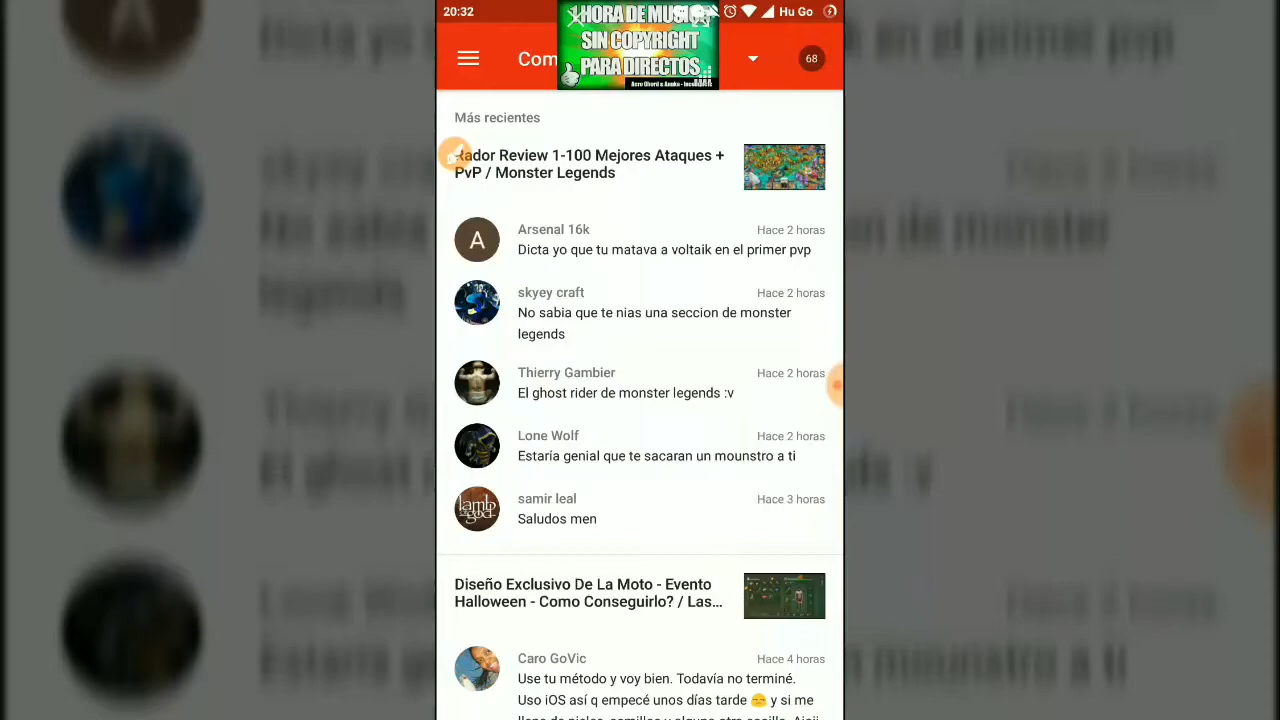 20:32
Hu Go
1 HORA DE MUSICA
SIN COPYRIGHT
PARA DIRECTOS
Com
68
Más recientes
Rador Review 1-100 Mejores Ataques +
PvP / Monster Legends
A
Arsenal 16k
Hace 2 horas
Dicta yo que tu matava a voltaik en el primer pvp
skyey craft
Hace 2 horas
No sabia que te nias una seccion de monster
legends
Thierry Gambier
Hace 2 horas
El ghost rider de monster legends :v
Lone Wolf
Hace 2 horas
Estaría genial que te sacaran un mounstro a ti
lamb
of god
samir leal
Hace 3 horas
Saludos men
Diseño Exclusivo De La Moto - Evento
Halloween - Como Conseguirlo? / Las...
Caro GoVic
Hace 4 horas
Use tu método y voy bien. Todavía no terminé.
Uso iOS así q empecé unos días tarde 😔 y si me